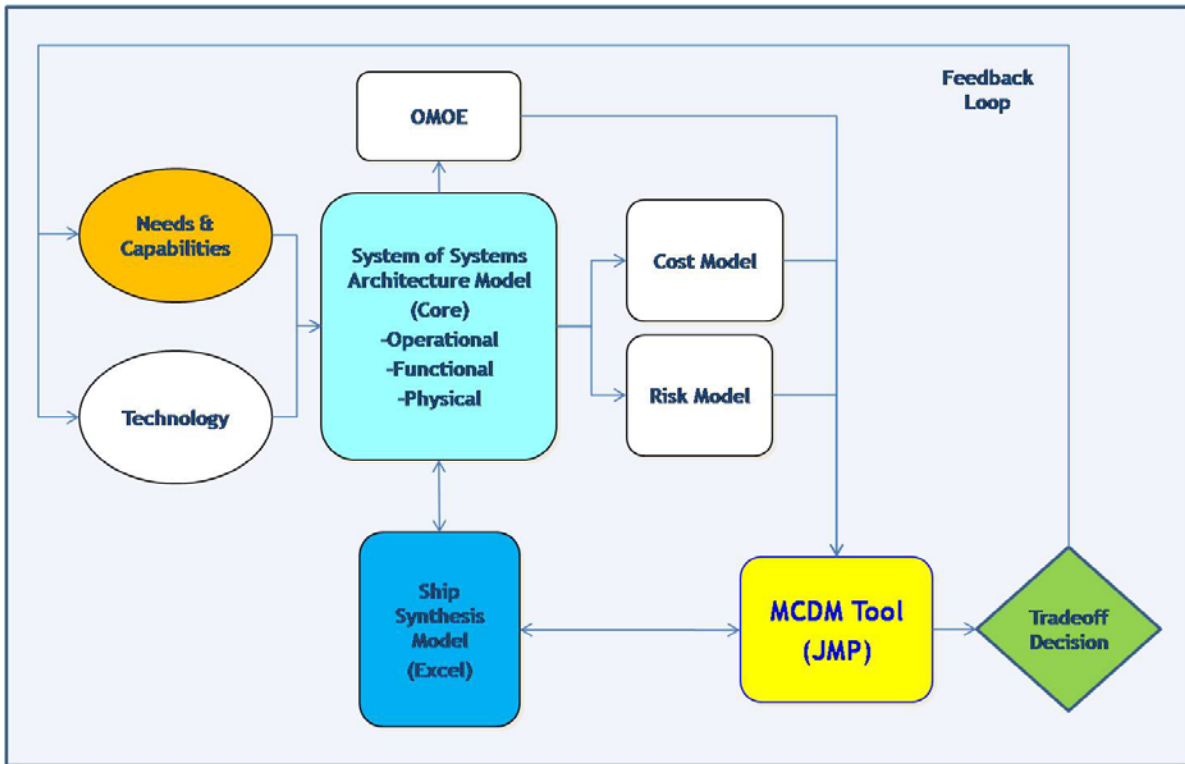 Feedback
Loop
OMOE
Needs &
Capabilities
System of Systems
Architecture Model
(Core)
-Operational
-Functional
-Physical
Cost Model
Technology
Risk Model
Ship
Synthesis
Model
(Excel)
MCDM Tool
(JMP)
Tradeoff
Decision